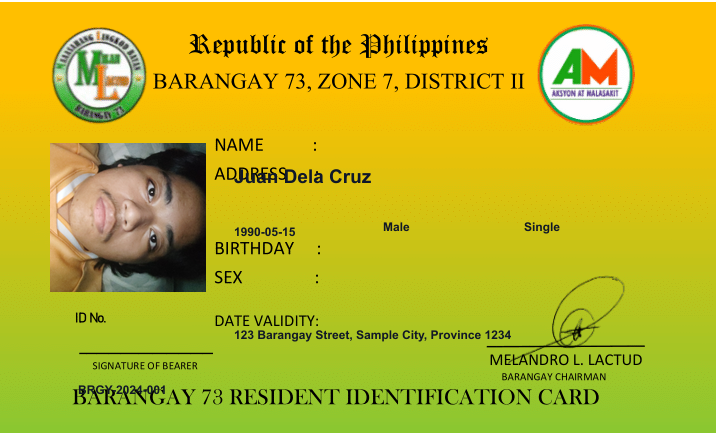 Republic of the Philippines
BARANGAY 73, ZONE 7, DISTRICT II
MALAYANG LINGKOD BAYAN
MILAN
ML
LACTUD
BARANGAY 73
AM
AKSYON AT MALASAKIT
NAME :
ADDRESS :
Juan Dela Cruz
1990-05-15 Male Single
BIRTHDAY :
SEX :
ID No.
DATE VALIDITY:
123 Barangay Street, Sample City, Province 1234
MELANDRO L. LACTUD
SIGNATURE OF BEARER
BARANGAY CHAIRMAN
BRGY-2024-001
BARANGAY 73 RESIDENT IDENTIFICATION CARD